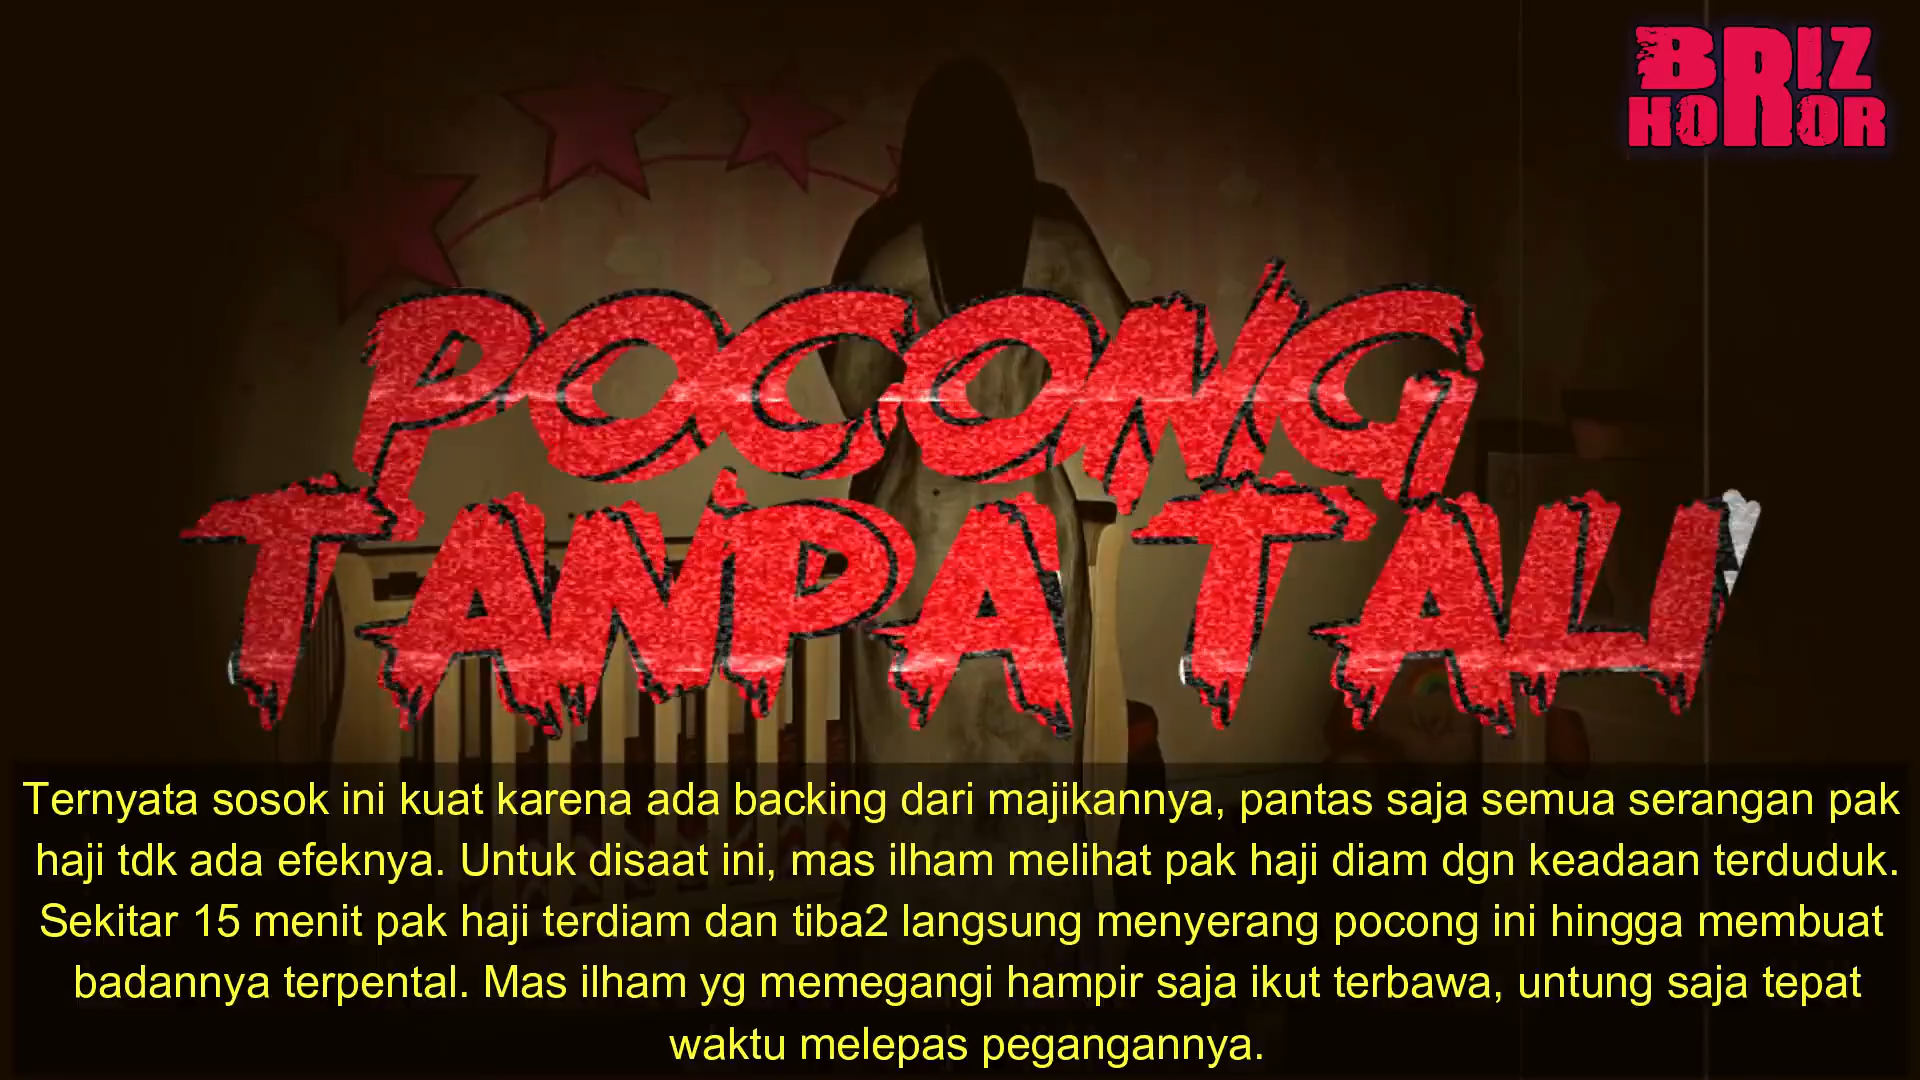 BRIZ
HOROR
POCONG
TANPA TALI
Ternyata sosok ini kuat karena ada backing dari majikannya, pantas saja semua serangan pak
haji tdk ada efeknya. Untuk disaat ini, mas ilham melihat pak haji diam dgn keadaan terduduk.
Sekitar 15 menit pak haji terdiam dan tiba2 langsung menyerang pocong ini hingga membuat
badannya terpental. Mas ilham yg memegangi hampir saja ikut terbawa, untung saja tepat
waktu melepas pegangannya.